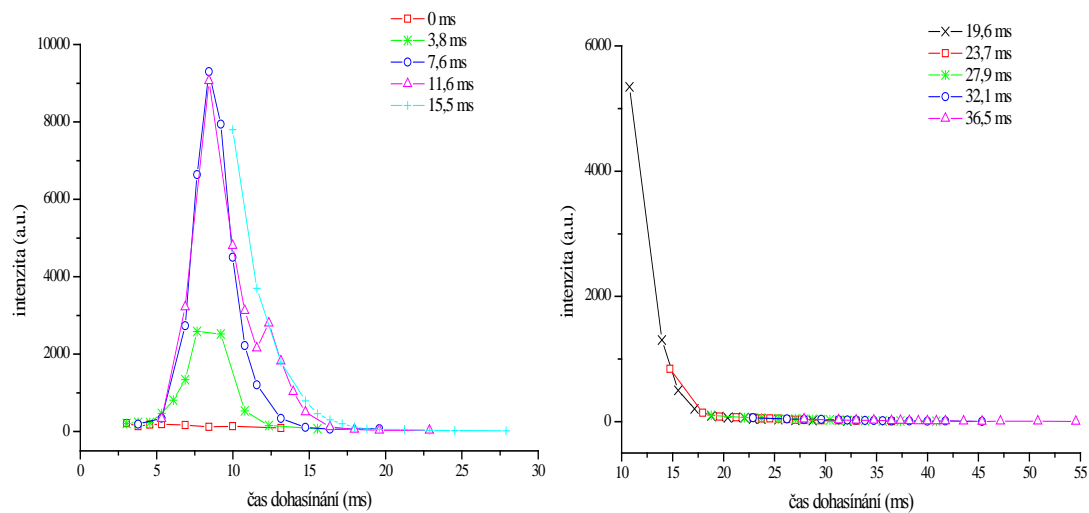 0 ms
3,8 ms
7,6 ms
11,6 ms
15,5 ms
10000
8000
6000
4000
2000
0
intenzita (a.u.)
0 5 10 15 20 25 30
čas dohasínání (ms)
19,6 ms
23,7 ms
27,9 ms
32,1 ms
36,5 ms
6000
4000
2000
0
intenzita (a.u.)
10 15 20 25 30 35 40 45 50 55
čas dohasínání (ms)